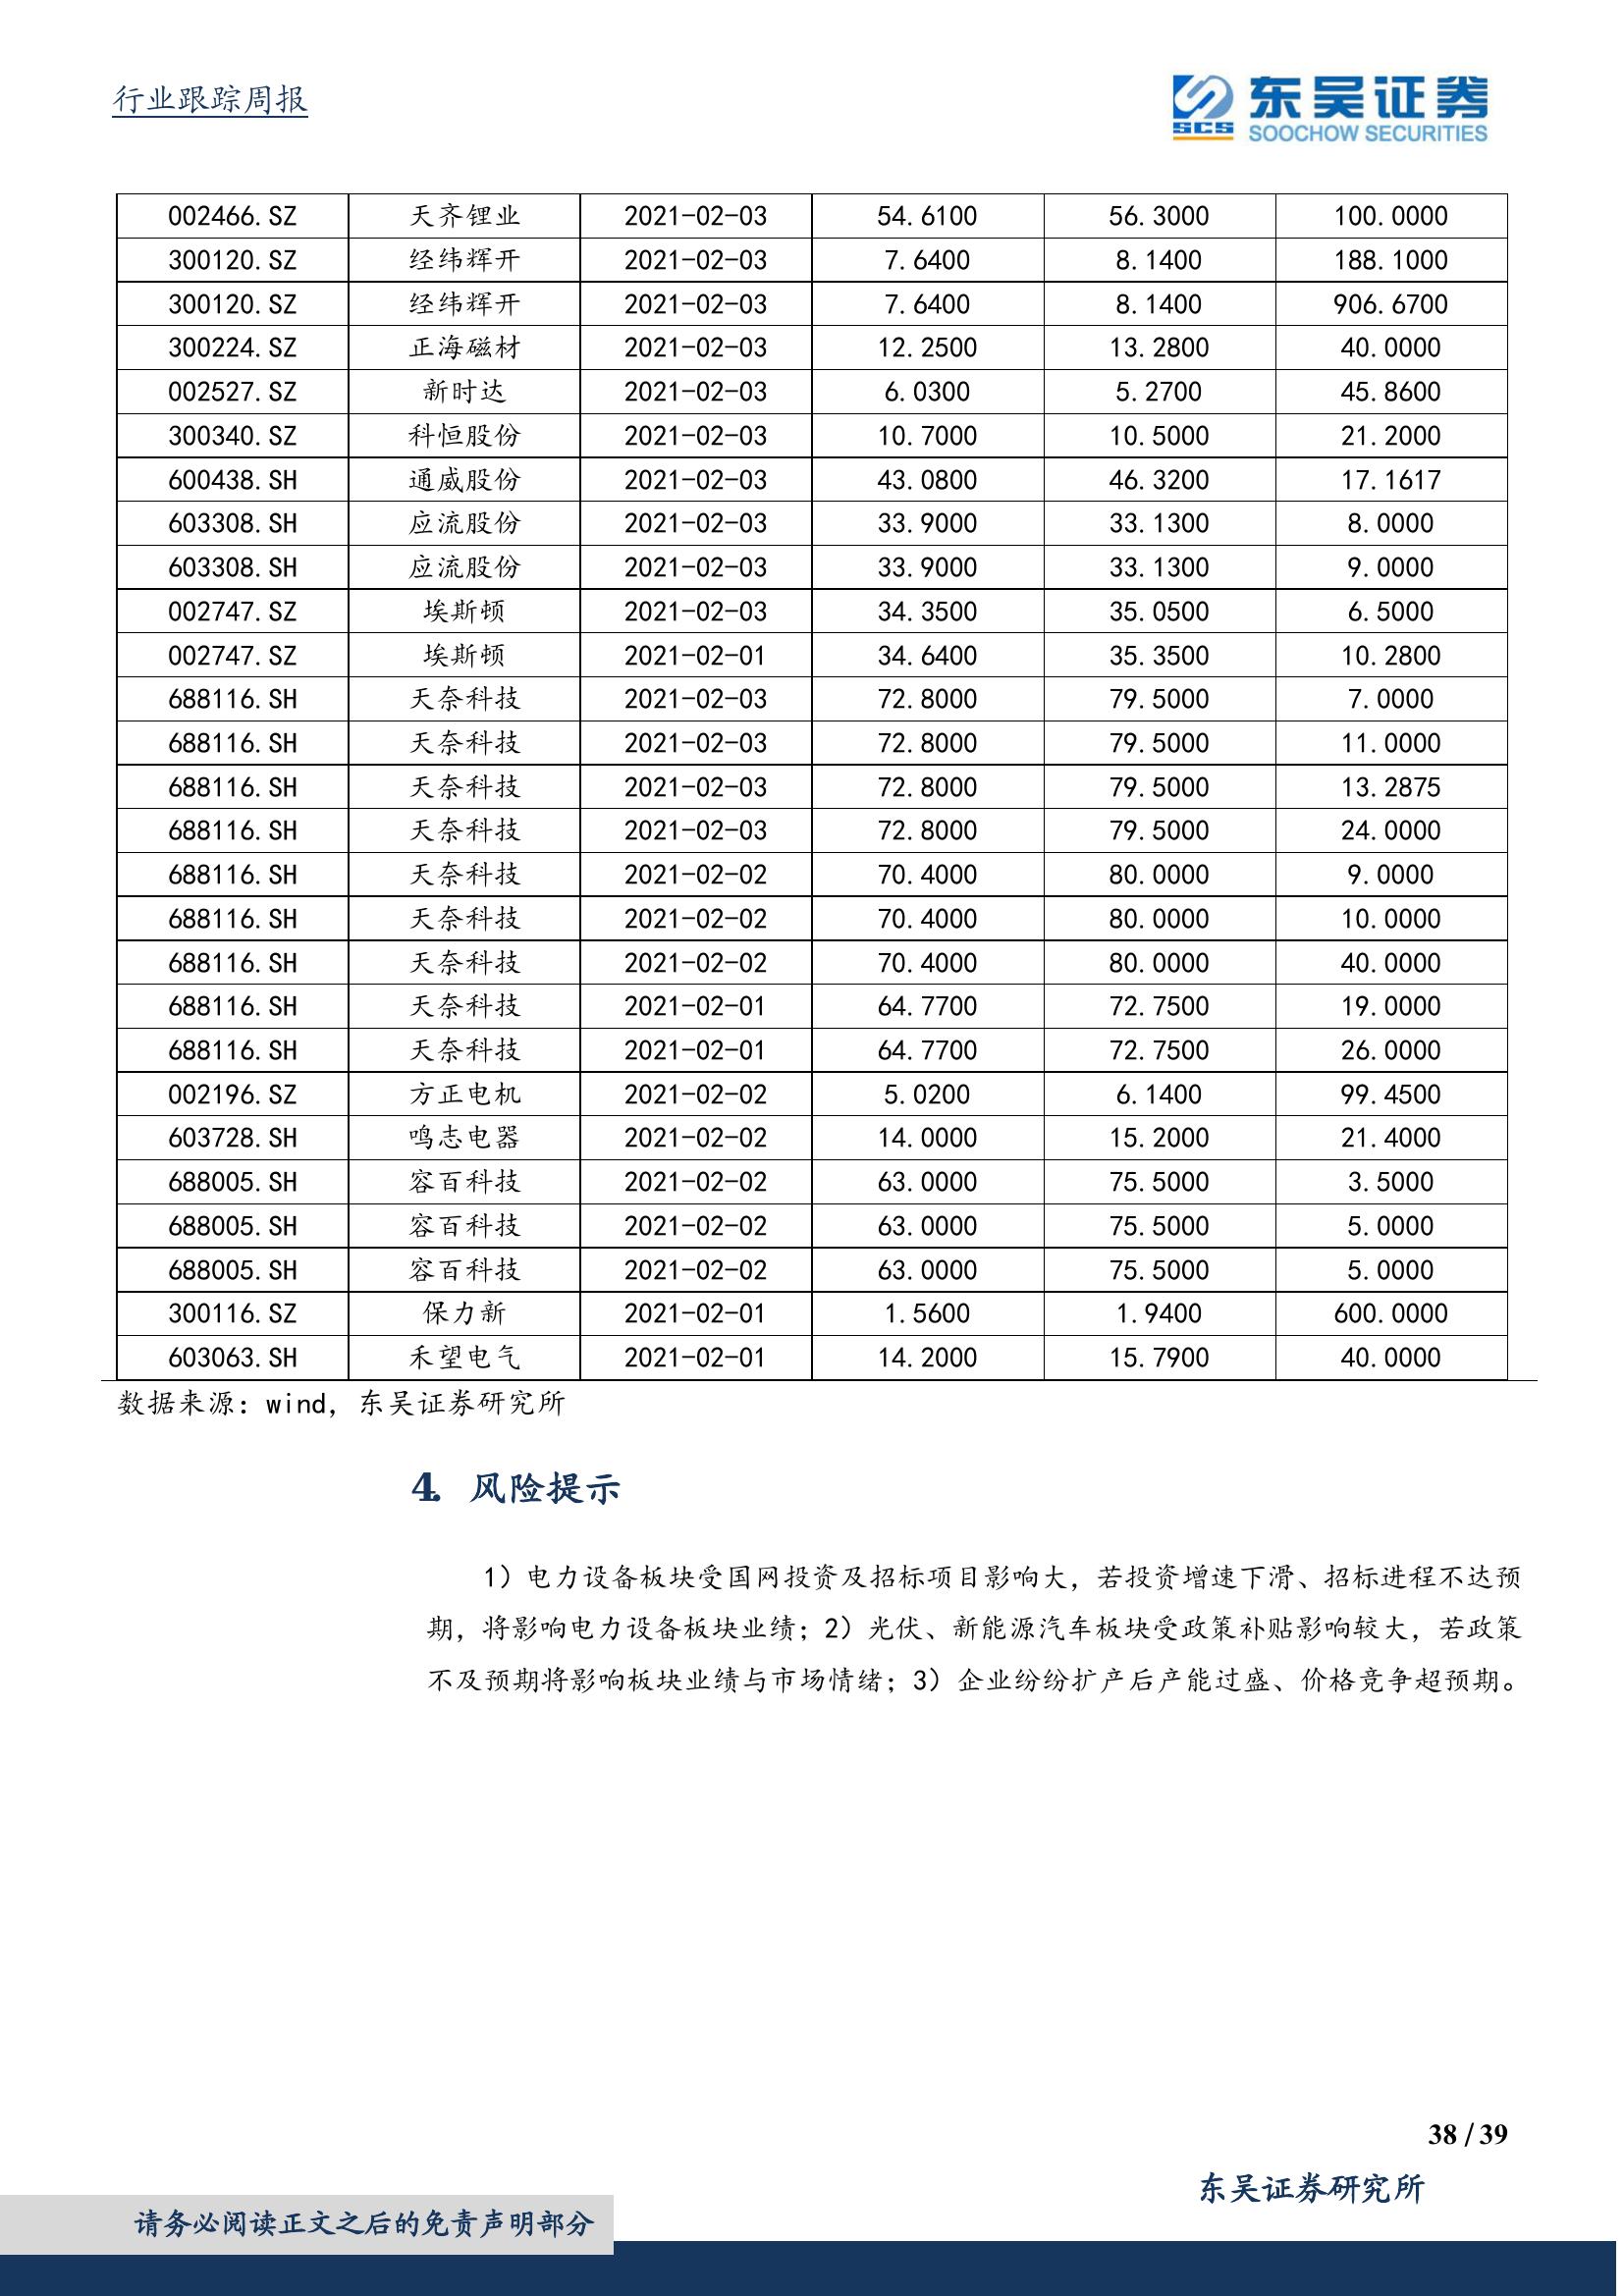 行业跟踪周报
东吴证券
SCS
SOOCHOW SECURITIES
002466.SZ 天齐锂业 2021-02-03 54.6100 56.3000 100.0000
300120.SZ 经纬辉开 2021-02-03 7.6400 8.1400 188.1000
300120.SZ 经纬辉开 2021-02-03 7.6400 8.1400 906.6700
300224.SZ 正海磁材 2021-02-03 12.2500 13.2800 40.0000
002527.SZ 新时达 2021-02-03 6.0300 5.2700 45.8600
300340.SZ 科恒股份 2021-02-03 10.7000 10.5000 21.2000
600438.SH 通威股份 2021-02-03 43.0800 46.3200 17.1617
603308.SH 应流股份 2021-02-03 33.9000 33.1300 8.0000
603308.SH 应流股份 2021-02-03 33.9000 33.1300 9.0000
002747.SZ 埃斯顿 2021-02-03 34.3500 35.0500 6.5000
002747.SZ 埃斯顿 2021-02-01 34.6400 35.3500 10.2800
688116.SH 天奈科技 2021-02-03 72.8000 79.5000 7.0000
688116.SH 天奈科技 2021-02-03 72.8000 79.5000 11.0000
688116.SH 天奈科技 2021-02-03 72.8000 79.5000 13.2875
688116.SH 天奈科技 2021-02-03 72.8000 79.5000 24.0000
688116.SH 天奈科技 2021-02-02 70.4000 80.0000 9.0000
688116.SH 天奈科技 2021-02-02 70.4000 80.0000 10.0000
688116.SH 天奈科技 2021-02-02 70.4000 80.0000 40.0000
688116.SH 天奈科技 2021-02-01 64.7700 72.7500 19.0000
688116.SH 天奈科技 2021-02-01 64.7700 72.7500 26.0000
002196.SZ 方正电机 2021-02-02 5.0200 6.1400 99.4500
603728.SH 鸣志电器 2021-02-02 14.0000 15.2000 21.4000
688005.SH 容百科技 2021-02-02 63.0000 75.5000 3.5000
688005.SH 容百科技 2021-02-02 63.0000 75.5000 5.0000
688005.SH 容百科技 2021-02-02 63.0000 75.5000 5.0000
300116.SZ 保力新 2021-02-01 1.5600 1.9400 600.0000
603063.SH 禾望电气 2021-02-01 14.2000 15.7900 40.0000
数据来源：wind，东吴证券研究所
4. 风险提示
1）电力设备板块受国网投资及招标项目影响大，若投资增速下滑、招标进程不达预
期，将影响电力设备板块业绩；2）光伏、新能源汽车板块受政策补贴影响较大，若政策
不及预期将影响板块业绩与市场情绪；3）企业纷纷扩产后产能过盛、价格竞争超预期。
38 / 39
东吴证券研究所
请务必阅读正文之后的免责声明部分